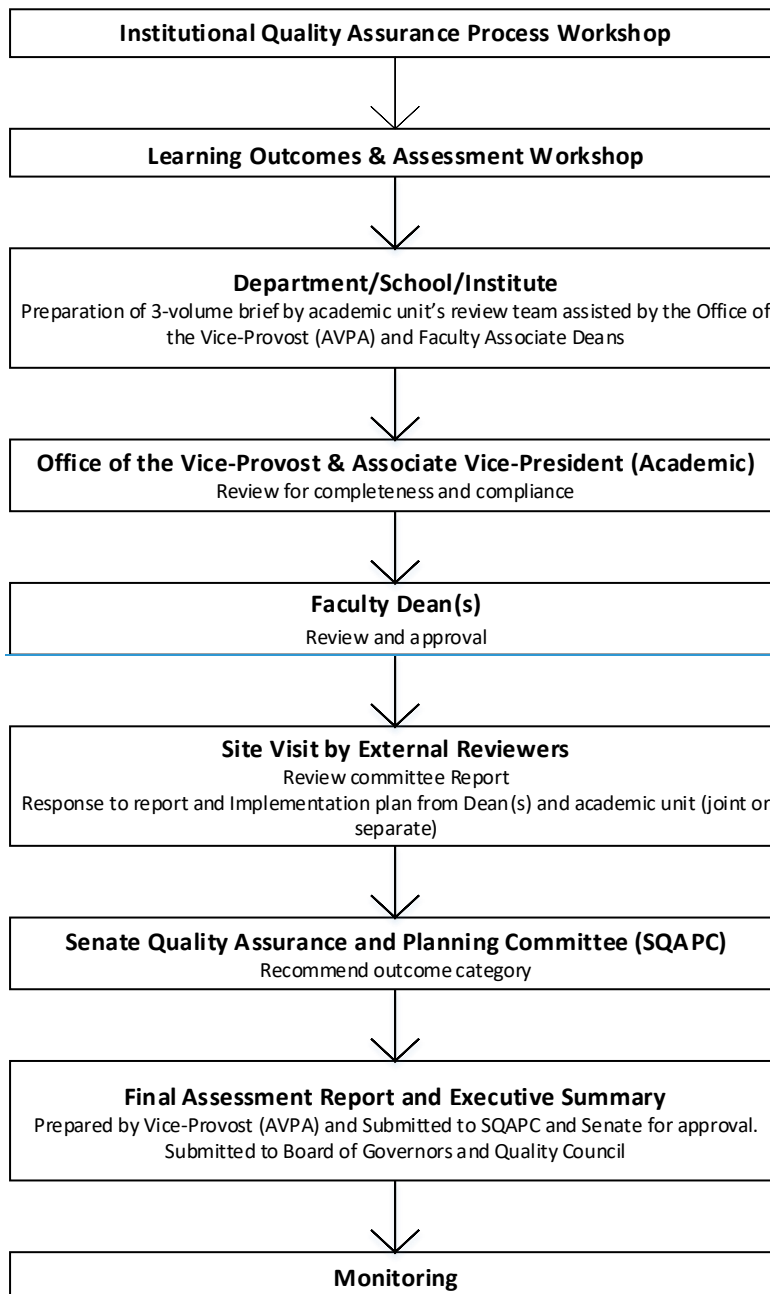 Institutional Quality Assurance Process Workshop
Learning Outcomes & Assessment Workshop
Department/School/Institute
Preparation of 3-volume brief by academic unit's review team assisted by the Office of
the Vice-Provost (AVPA) and Faculty Associate Deans
Office of the Vice-Provost & Associate Vice-President (Academic)
Review for completeness and compliance
Faculty Dean(s)
Review and approval
Site Visit by External Reviewers
Review committee Report
Response to report and Implementation plan from Dean(s) and academic unit (joint or
separate)
Senate Quality Assurance and Planning Committee (SQAPC)
Recommend outcome category
Final Assessment Report and Executive Summary
Prepared by Vice-Provost (AVPA) and Submitted to SQAPC and Senate for approval.
Submitted to Board of Governors and Quality Council
Monitoring